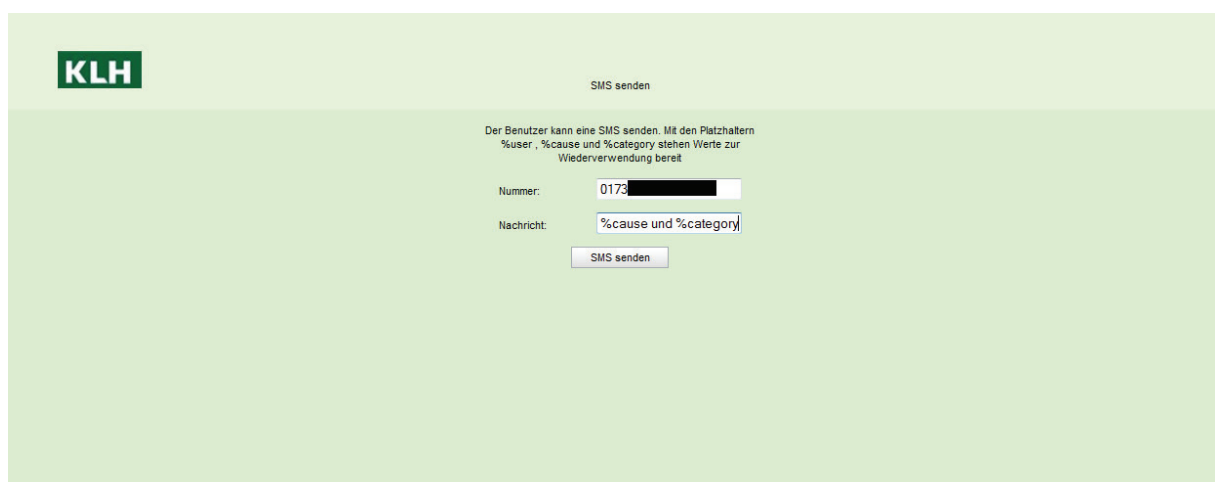 KLH
SMS senden
Der Benutzer kann eine SMS senden. Mit den Platzhaltern
%user , %cause und %category stehen Werte zur
Wiederverwendung bereit
Nummer: 0173
Nachricht: %cause und %category
SMS senden